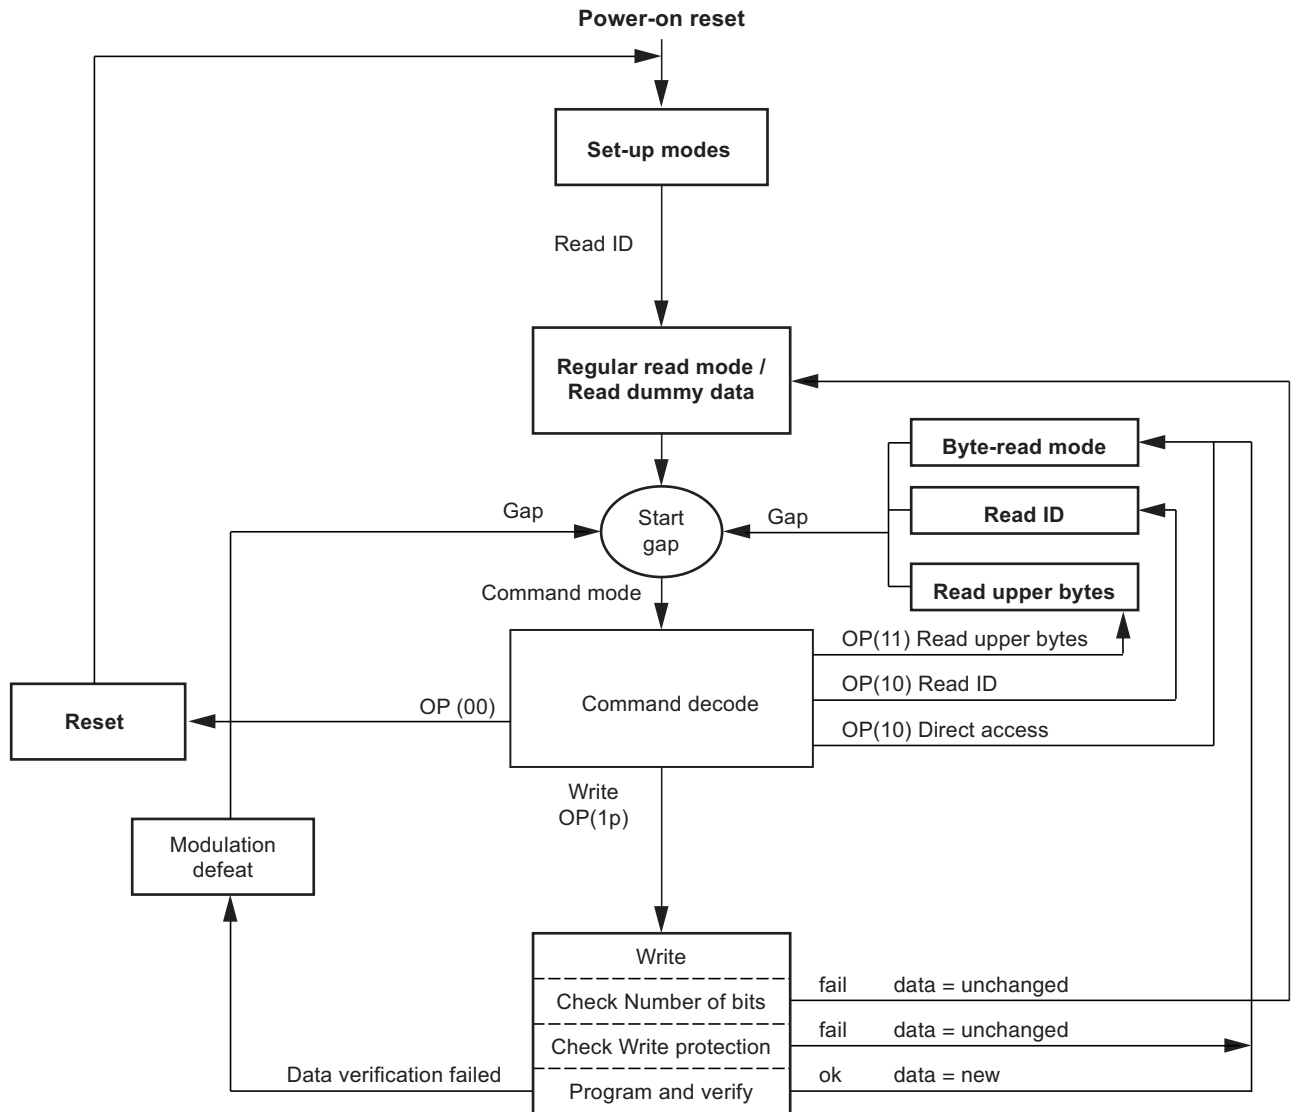 Power-on reset
Set-up modes
Read ID
Regular read mode /
Read dummy data
Byte-read mode
Gap
Start
gap
Gap
Read ID
Command mode
Read upper bytes
OP(11) Read upper bytes
OP(10) Read ID
Command decode
OP (00)
Reset
OP(10) Direct access
Write
OP(1p)
Modulation
defeat
Write
Check Number of bits
fail data = unchanged
Check Write protection
fail data = unchanged
Data verification failed
Program and verify
ok data = new